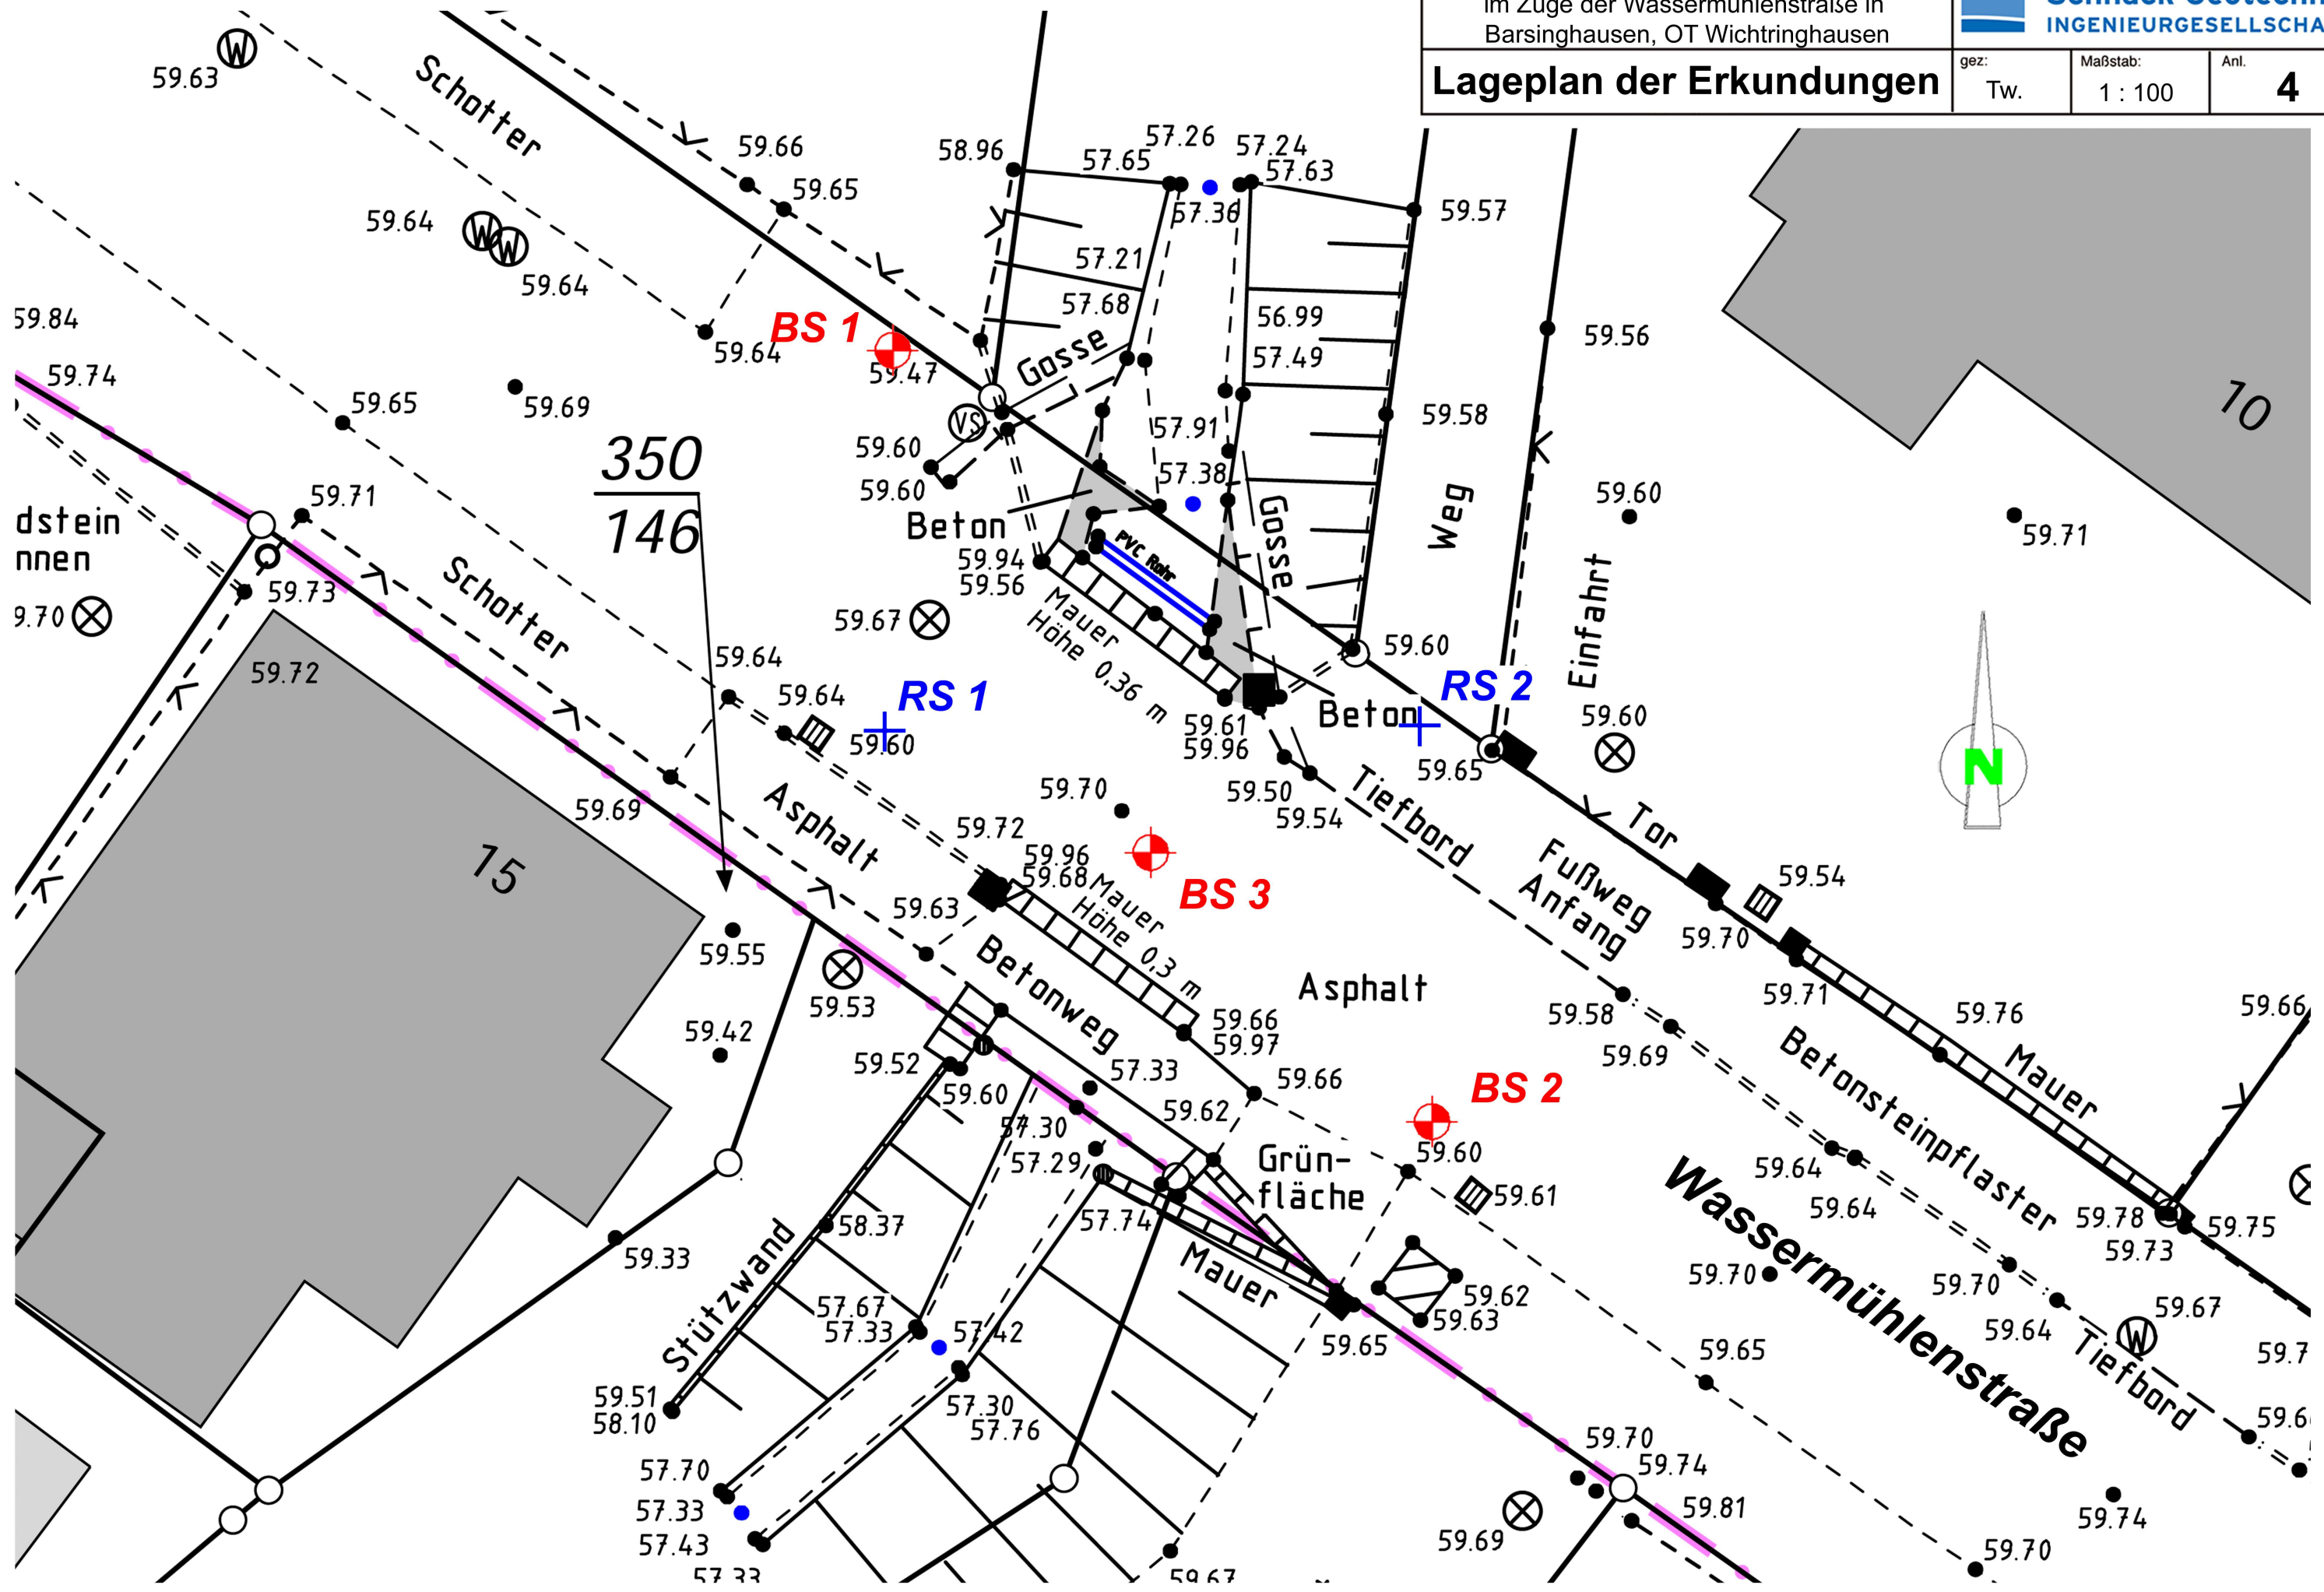 im Zuge der Wassermühlenstraße in
Barsinghausen, OT Wichtringhausen
INGENIEURGESELLSCHA
Lageplan der Erkundungen
gez:
Tw.
Maßstab:
1 : 100
Anl.
4
59.63
Schotter
59.66
59.65
58.96
57.65
57.26
57.24
57.63
57.36
59.57
59.64
59.64
57.21
57.68
56.99
57.49
59.56
59.84
BS 1
59.64
59.47
Gosse
59.74
59.65
59.69
59.58
10
VS
59.60
59.60
57.91
57.38
350
146
59.71
dstein
nnen
Beton
Gosse
Weg
59.60
59.71
59.94
59.56
PVC Rohr
59.73
9.70
Schotter
59.67
Mauer
Höhe 0,36 m
Einfahrt
59.72
59.64
59.64
RS 1
59.60
59.60
RS 2
59.60
Beton
59.61
59.96
59.65
N
59.69
Asphalt
59.70
59.50
59.54
Tiefbord
Tor
15
59.72
59.96
59.68
Mauer
Höhe 0,3 m
BS 3
Fußweg
Anfang
59.54
59.63
59.70
59.55
59.53
Betonweg
Asphalt
59.71
59.58
59.69
59.76
59.66
59.42
59.52
59.60
59.66
59.97
57.33
59.66
59.62
BS 2
Betonsteinpflaster
Mauer
57.30
57.29
Grün-
fläche
59.60
59.61
59.64
59.64
Wassermühlenstraße
59.78
59.75
59.73
57.74
Mauer
58.37
Stützwand
59.33
59.62
59.63
59.70
59.70
59.67
57.67
57.33
57.42
59.65
59.65
59.64
Tiefbord
59.7
59.51
58.10
57.30
57.76
59.6
59.70
59.74
57.70
57.33
57.43
57.33
59.81
59.69
59.74
59.70
59.67
W
W
W
W